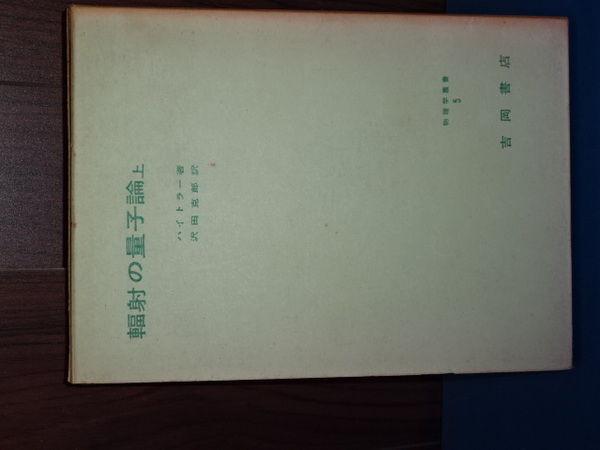 輻射の量子論上
ハイトラー著
沢田克郎訳
物理学叢書
5
吉岡書店